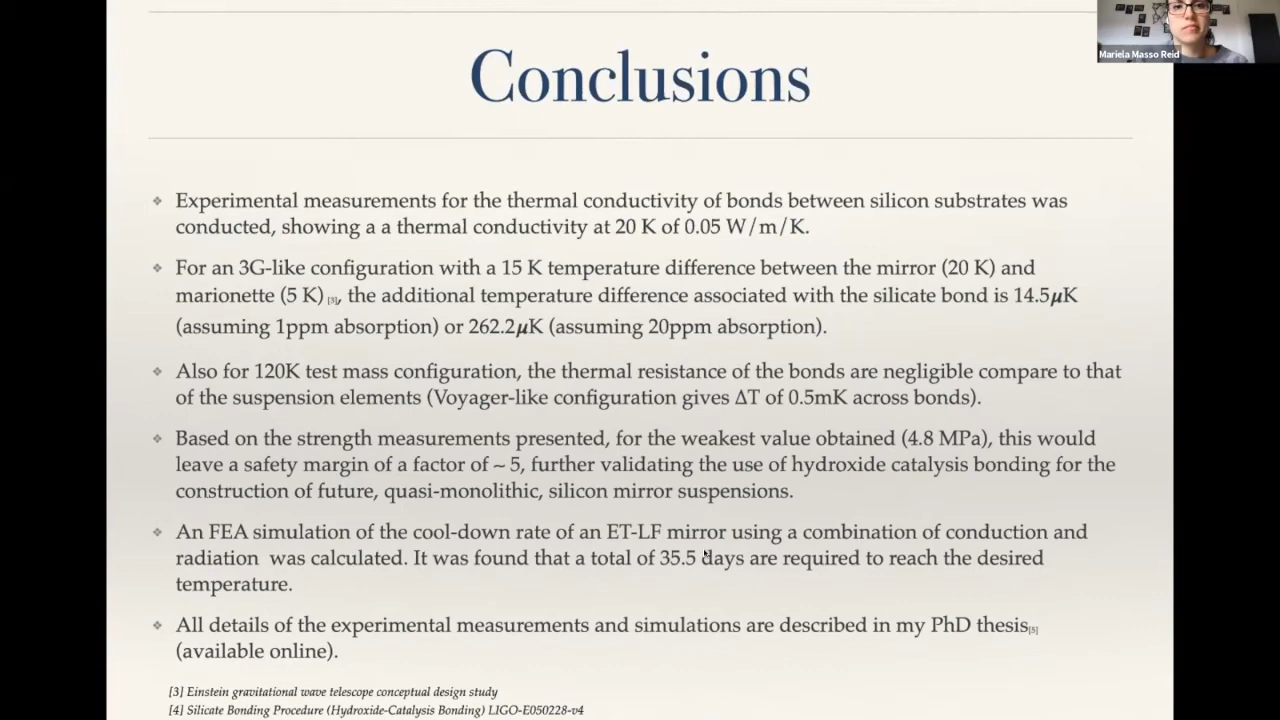 Mariela Masso Reid
Conclusions
Experimental measurements for the thermal conductivity of bonds between silicon substrates was
conducted, showing a a thermal conductivity at 20 K of 0.05 W/m/K.
For an 3G-like configuration with a 15 K temperature difference between the mirror (20 K) and
marionette (5 K) [3], the additional temperature difference associated with the silicate bond is 14.5μK
(assuming 1ppm absorption) or 262.2μK (assuming 20ppm absorption).
Also for 120K test mass configuration, the thermal resistance of the bonds are negligible compare to that
of the suspension elements (Voyager-like configuration gives ΔT of 0.5mK across bonds).
Based on the strength measurements presented, for the weakest value obtained (4.8 MPa), this would
leave a safety margin of a factor of ~ 5, further validating the use of hydroxide catalysis bonding for the
construction of future, quasi-monolithic, silicon mirror suspensions.
An FEA simulation of the cool-down rate of an ET-LF mirror using a combination of conduction and
radiation was calculated. It was found that a total of 35.5 days are required to reach the desired
temperature.
All details of the experimental measurements and simulations are described in my PhD thesis[5]
(available online).
[3] Einstein gravitational wave telescope conceptual design study
[4] Silicate Bonding Procedure (Hydroxide-Catalysis Bonding) LIGO-E050228-v4